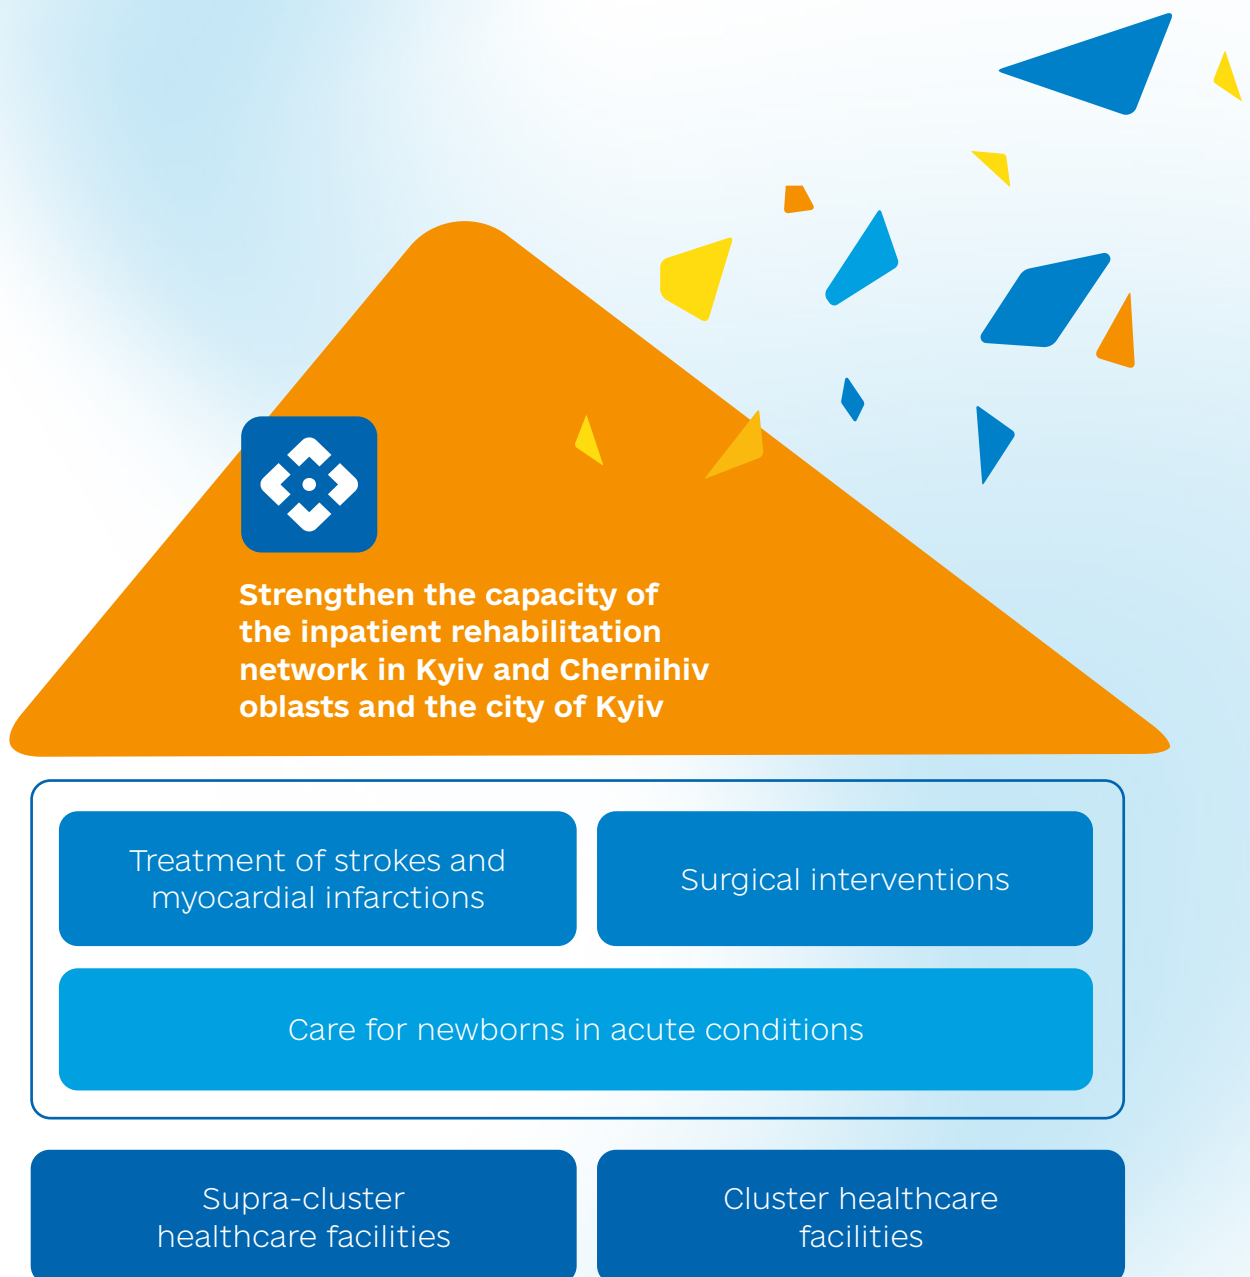 Strengthen the capacity of
the inpatient rehabilitation
network in Kyiv and Chernihiv
oblasts and the city of Kyiv
Treatment of strokes and
myocardial infarctions
Surgical interventions
Care for newborns in acute conditions
Supra-cluster
healthcare facilities
Cluster healthcare
facilities